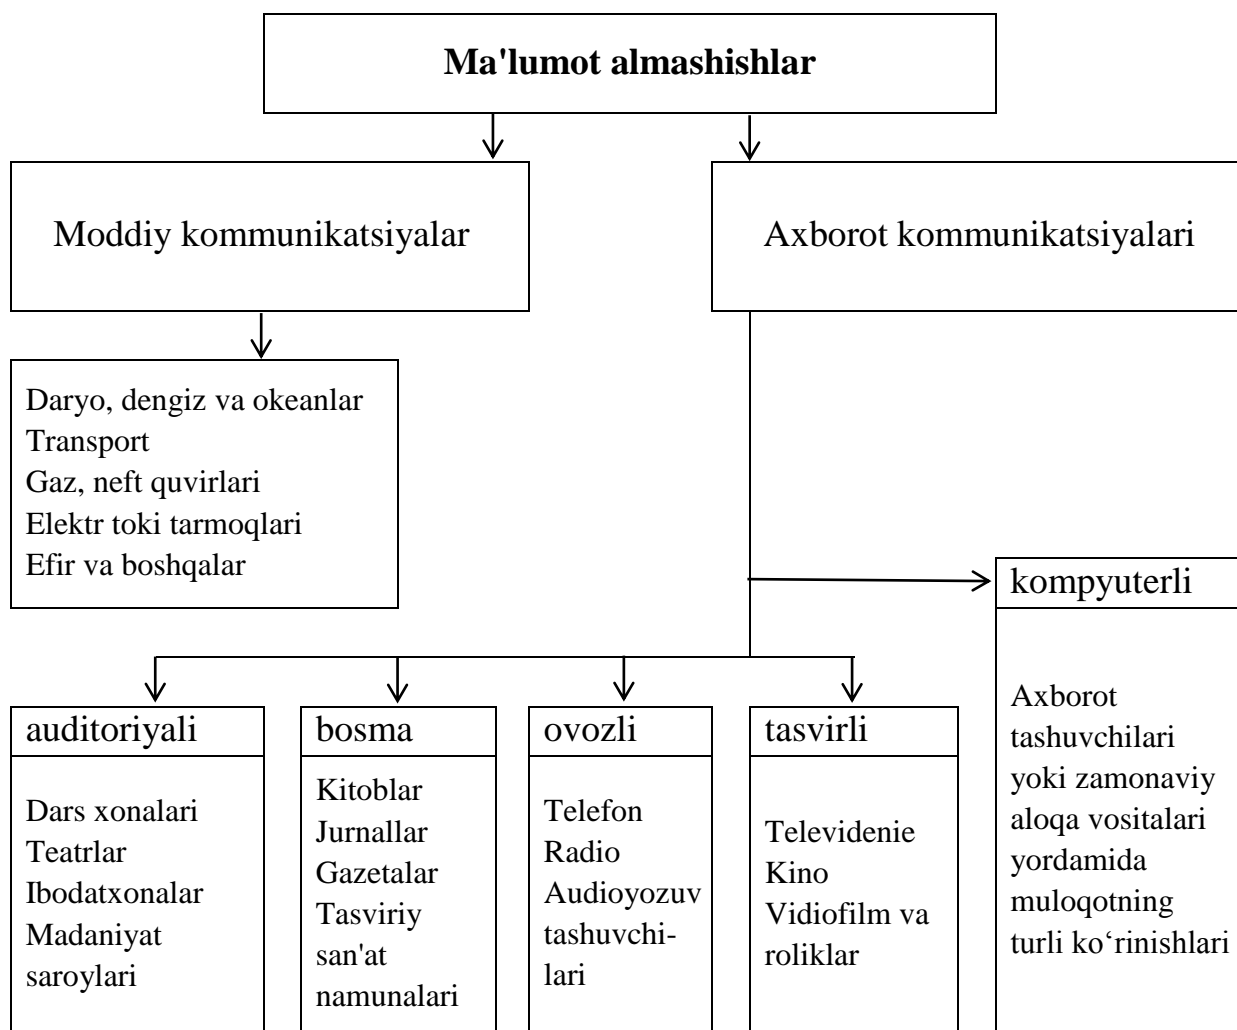 Ma'lumot almashishlar
Moddiy kommunikatsiyalar
Axborot kommunikatsiyalari
Daryo, dengiz va okeanlar
Transport
Gaz, neft quvirlari
Elektr toki tarmoqlari
Efir va boshqalar
auditoriyali
Dars xonalari
Teatrlar
Ibodatxonalar
Madaniyat
saroylari
bosma
Kitoblar
Jurnallar
Gazetalar
Tasviriy
san'at
namunalari
ovozli
Telefon
Radio
Audioyozuv
tashuvchi-
lari
tasvirli
Televidenie
Kino
Vidiofilm va
roliklar
kompyuterli
Axborot
tashuvchilari
yoki zamonaviy
aloqa vositalari
yordamida
muloqotning
turli ko‘rinishlari